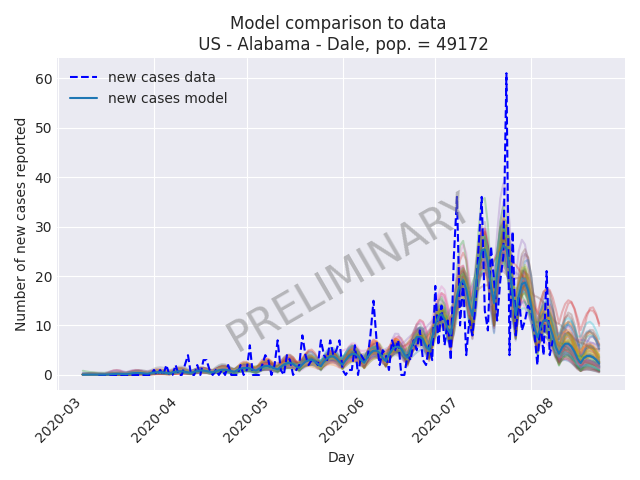 Model comparison to data
US - Alabama - Dale, pop. = 49172
new cases data
new cases model
PRELIMINARY
Number of new cases reported
60
50
40
30
20
10
0
2020-03
2020-04
2020-05
2020-06
2020-07
2020-08
Day